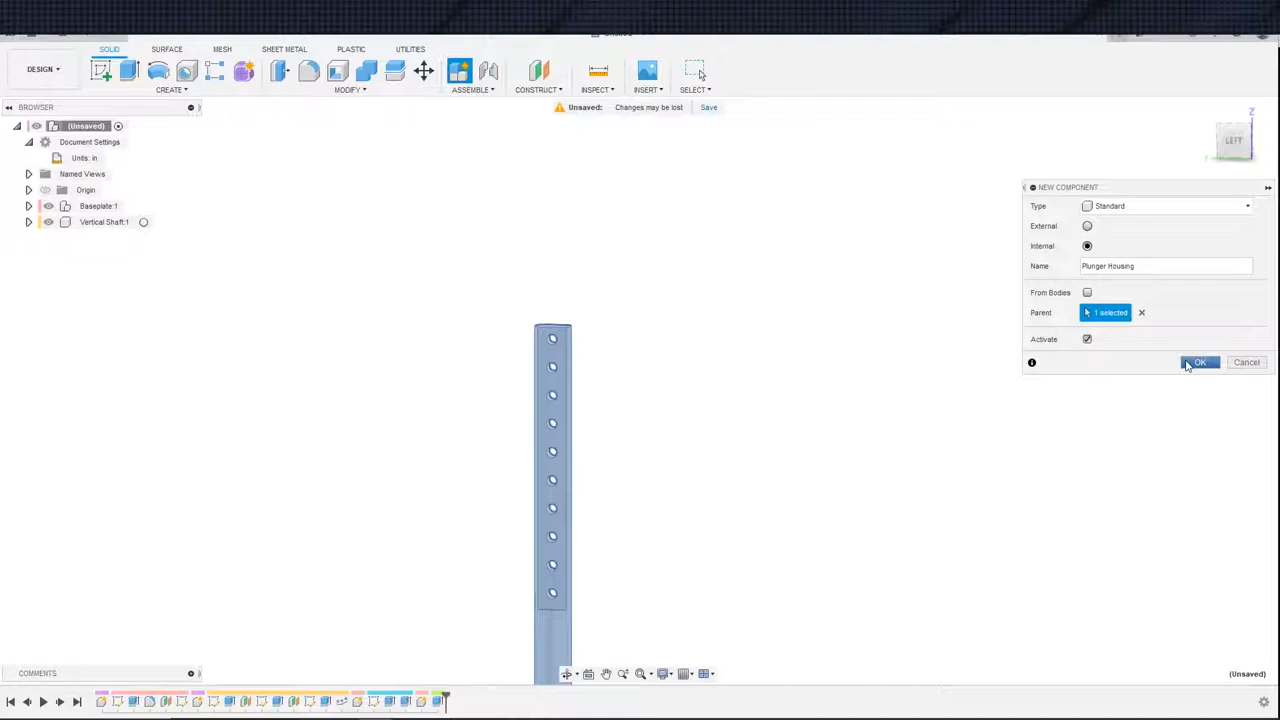 SOLID SURFACE MESH SHEET METAL PLASTIC UTILITIES
DESIGN
CREATE MODIFY ASSEMBLE CONSTRUCT INSPECT INSERT SELECT
BROWSER
Unsaved: Changes may be lost Save
(Unsaved)
Document Settings
Units: in
Named Views
Origin
Baseplate:1
Vertical Shaft:1
Z
LEFT
NEW COMPONENT
Type Standard
External
Internal
Name Plunger Housing
From Bodies
Parent 1 selected
Activate
OK Cancel
COMMENTS
(Unsaved)